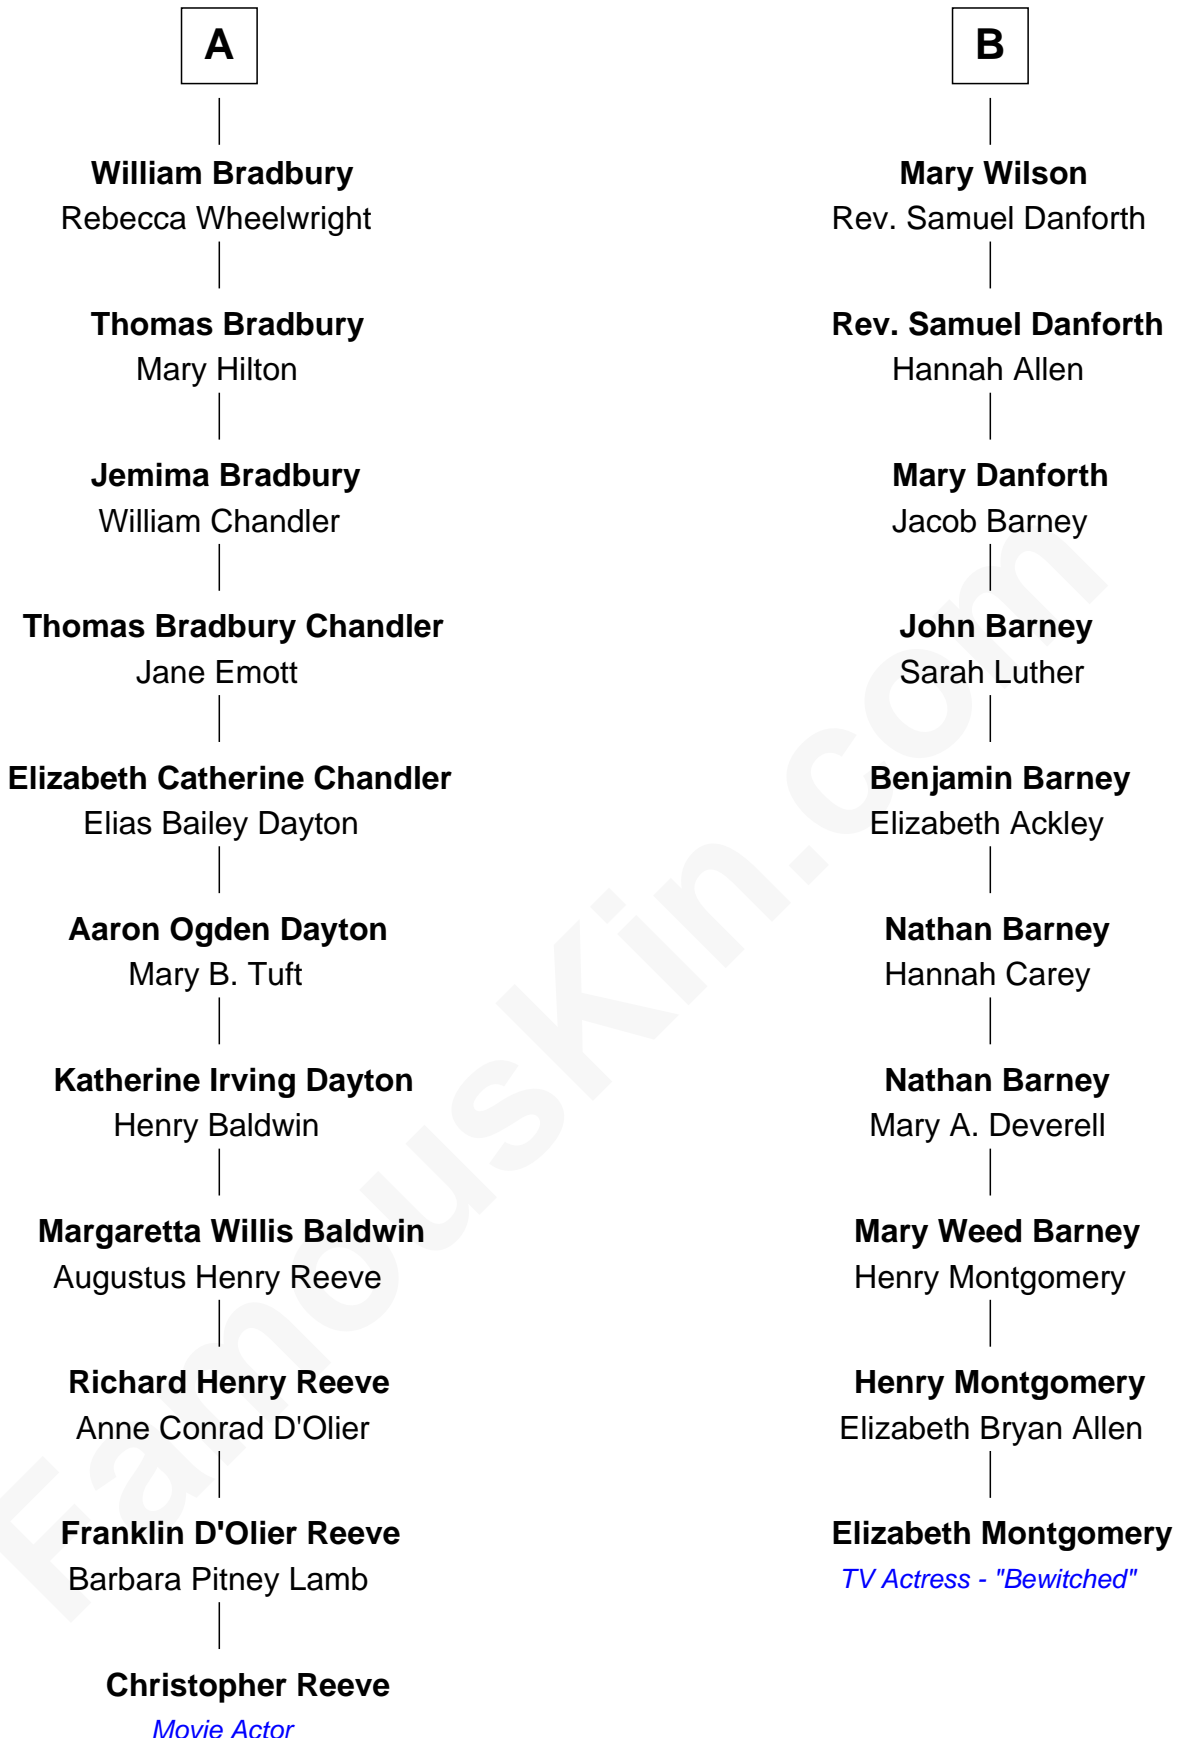 A
William Bradbury
Rebecca Wheelwright
Thomas Bradbury
Mary Hilton
Jemima Bradbury
William Chandler
Thomas Bradbury Chandler
Jane Emott
Elizabeth Catherine Chandler
Elias Bailey Dayton
Aaron Ogden Dayton
Mary B. Tuft
Katherine Irving Dayton
Henry Baldwin
Margaretta Willis Baldwin
Augustus Henry Reeve
Richard Henry Reeve
Anne Conrad D'Olier
Franklin D'Olier Reeve
Barbara Pitney Lamb
Christopher Reeve
Movie Actor
B
Mary Wilson
Rev. Samuel Danforth
Rev. Samuel Danforth
Hannah Allen
Mary Danforth
Jacob Barney
John Barney
Sarah Luther
Benjamin Barney
Elizabeth Ackley
Nathan Barney
Hannah Carey
Nathan Barney
Mary A. Deverell
Mary Weed Barney
Henry Montgomery
Henry Montgomery
Elizabeth Bryan Allen
Elizabeth Montgomery
TV Actress - "Bewitched"
FamousKin.com